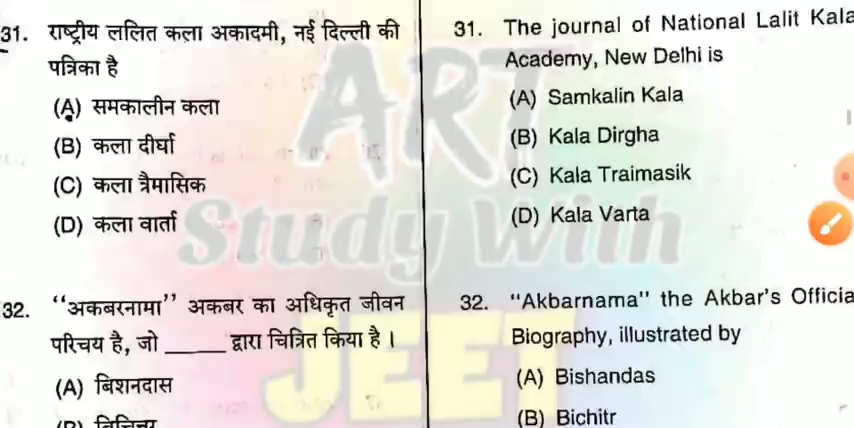 31. राष्ट्रीय ललित कला अकादमी, नई दिल्ली की
पत्रिका है
(A) समकालीन कला
(B) कला दीर्घा
(C) कला त्रैमासिक
(D) कला वार्ता
32. ‘‘अकबरनामा’’ अकबर का अधिकृत जीवन
परिचय है, जो _____ द्वारा चित्रित किया है ।
(A) बिशनदास
31. The journal of National Lalit Kala
Academy, New Delhi is
(A) Samkalin Kala
(B) Kala Dirgha
(C) Kala Traimasik
(D) Kala Varta
32. "Akbarnama" the Akbar's Officia
Biography, illustrated by
(A) Bishandas
(B) Bichitr
ART
Study With
JEET